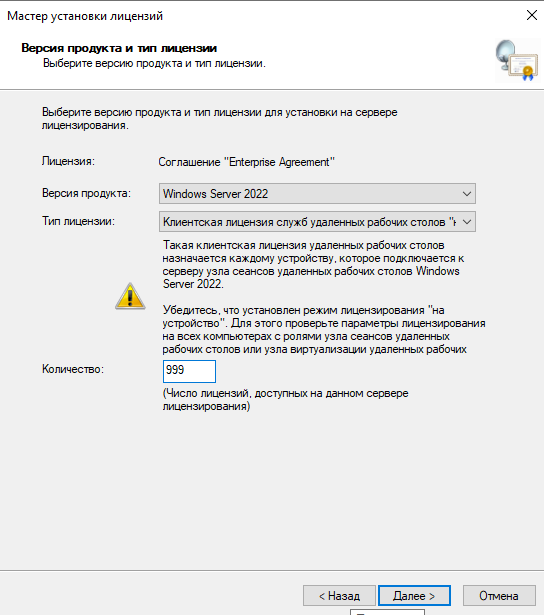 Мастер установки лицензий
Версия продукта и тип лицензии
Выберите версию продукта и тип лицензии.
Выберите версию продукта и тип лицензии для установки на сервере
лицензирования.
Лицензия: Соглашение "Enterprise Agreement"
Версия продукта: Windows Server 2022
Тип лицензии: Клиентская лицензия служб удаленных рабочих столов "н
Такая клиентская лицензия удаленных рабочих столов
назначается каждому устройству, которое подключается к
серверу узла сеансов удаленных рабочих столов Windows
Server 2022.
Убедитесь, что установлен режим лицензирования "на
устройство". Для этого проверьте параметры лицензирования
на всех компьютерах с ролями узла сеансов удаленных
рабочих столов или узла виртуализации удаленных рабочих
Количество: 999
(Число лицензий, доступных на данном сервере
лицензирования)
< Назад Далее > Отмена